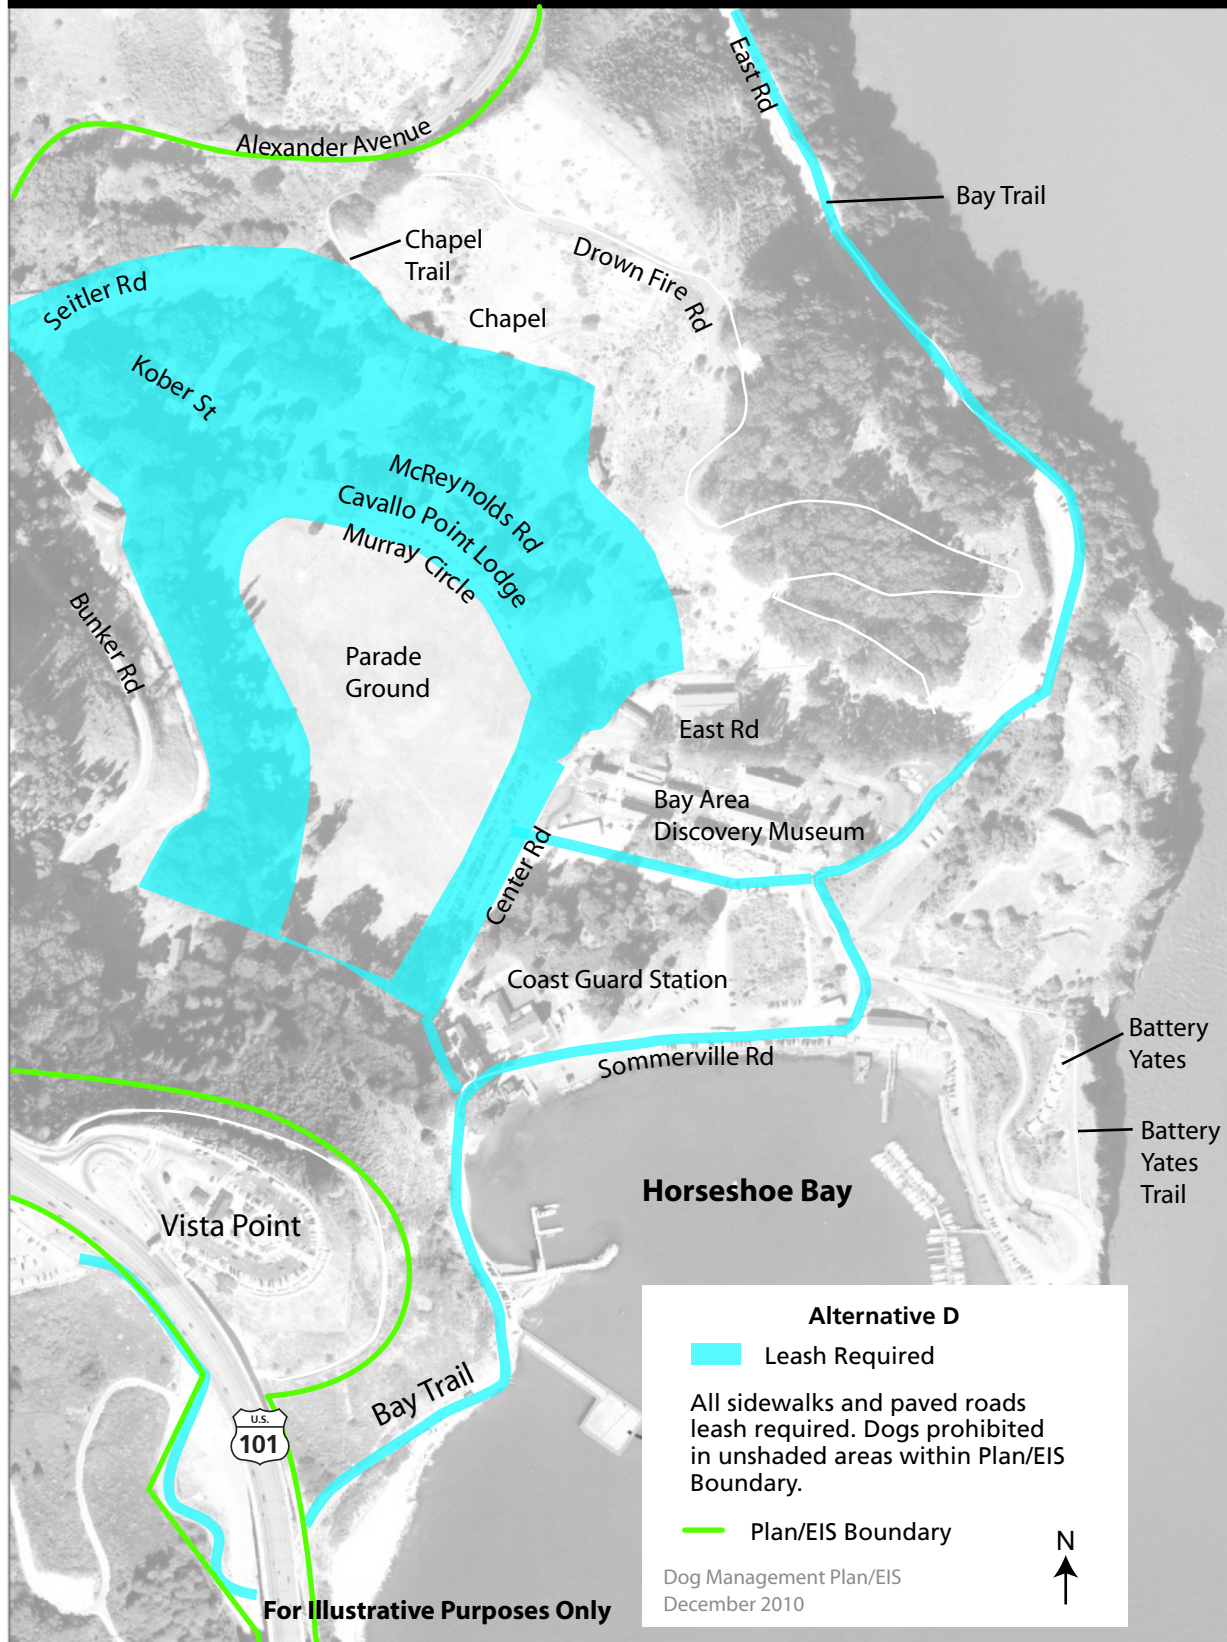 East Rd
Alexander Avenue
Bay Trail
Chapel
Trail
Drown Fire Rd
Seitler Rd
Chapel
Kober St
McReynolds Rd
Cavallo Point Lodge
Murray Circle
Bunker Rd
Parade
Ground
East Rd
Bay Area
Discovery Museum
Center Rd
Coast Guard Station
Sommerville Rd
Battery
Yates
Battery
Yates
Trail
Horseshoe Bay
Vista Point
Bay Trail
U.S.
101
Alternative D
Leash Required
All sidewalks and paved roads
leash required. Dogs prohibited
in unshaded areas within Plan/EIS
Boundary.
Plan/EIS Boundary
N
Dog Management Plan/EIS
December 2010
For Illustrative Purposes Only